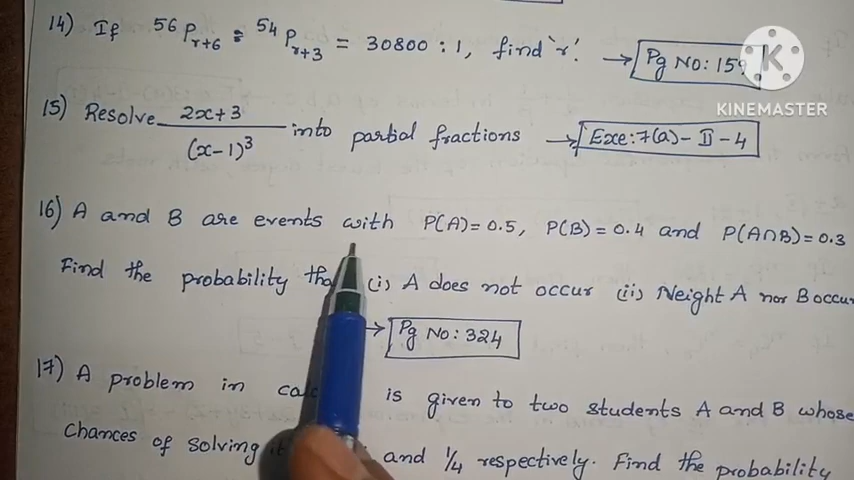 14) If ⁵⁶Pᵣ₊₆ : ⁵⁴Pᵣ₊₃ = 30800 : 1, find 'r'. → Pg No: 159
KINEMASTER
15) Resolve (2x+3)/(x-1)³ into partial fractions → Exe: 7(a) - II - 4
16) A and B are events with P(A) = 0.5, P(B) = 0.4 and P(A∩B) = 0.3
Find the probability (i) A does not occur (ii) Neight A nor B occur
→ Pg No: 324
17) A problem in is given to two students A and B whose
chances of solving and 1/4 respectively. Find the probability